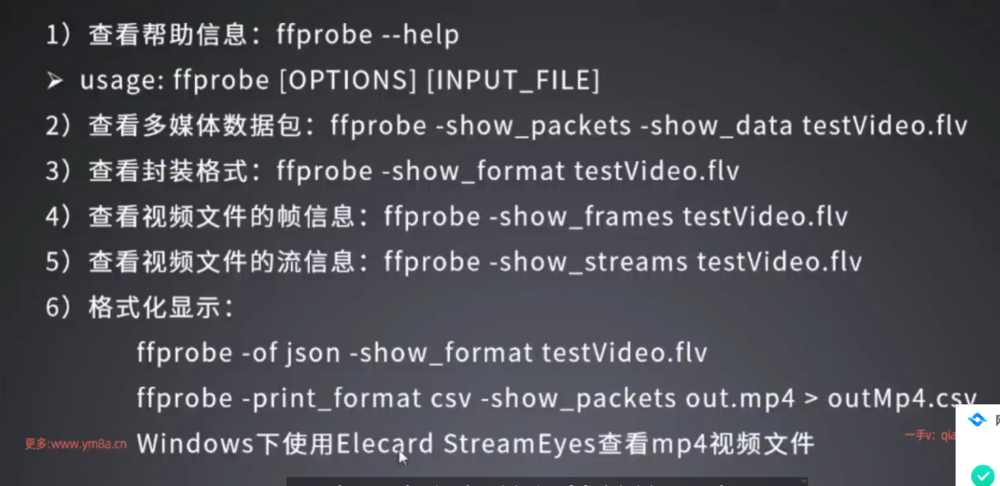 1）查看帮助信息：ffprobe --help
➢ usage: ffprobe [OPTIONS] [INPUT_FILE]
2）查看多媒体数据包：ffprobe -show_packets -show_data testVideo.flv
3）查看封装格式：ffprobe -show_format testVideo.flv
4）查看视频文件的帧信息：ffprobe -show_frames testVideo.flv
5）查看视频文件的流信息：ffprobe -show_streams testVideo.flv
6）格式化显示：
ffprobe -of json -show_format testVideo.flv
ffprobe -print_format csv -show_packets out.mp4 > outMp4.csv
更多:www.ym8a.cn
Windows下使用Elecard StreamEyes查看mp4视频文件
一手v：qia